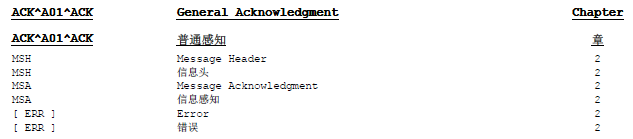 ACK^A01^ACK General Acknowledgment Chapter
ACK^A01^ACK 普通感知 章
MSH Message Header 2
MSH 信息头 2
MSA Message Acknowledgment 2
MSA 信息感知 2
[ ERR ] Error 2
[ ERR ] 错误 2